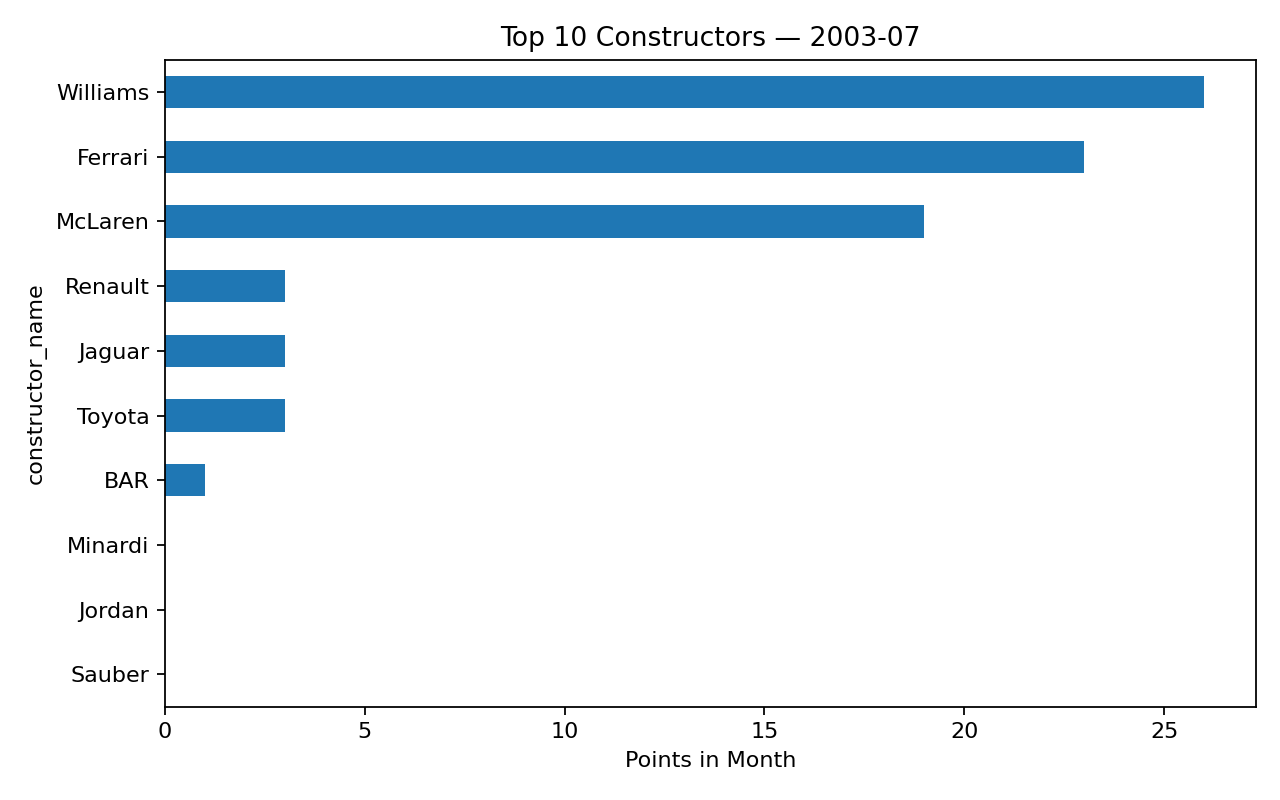 Top 10 Constructors — 2003-07
Williams
Ferrari
McLaren
Renault
Jaguar
Toyota
BAR
Minardi
Jordan
Sauber
constructor_name
0 5 10 15 20 25
Points in Month